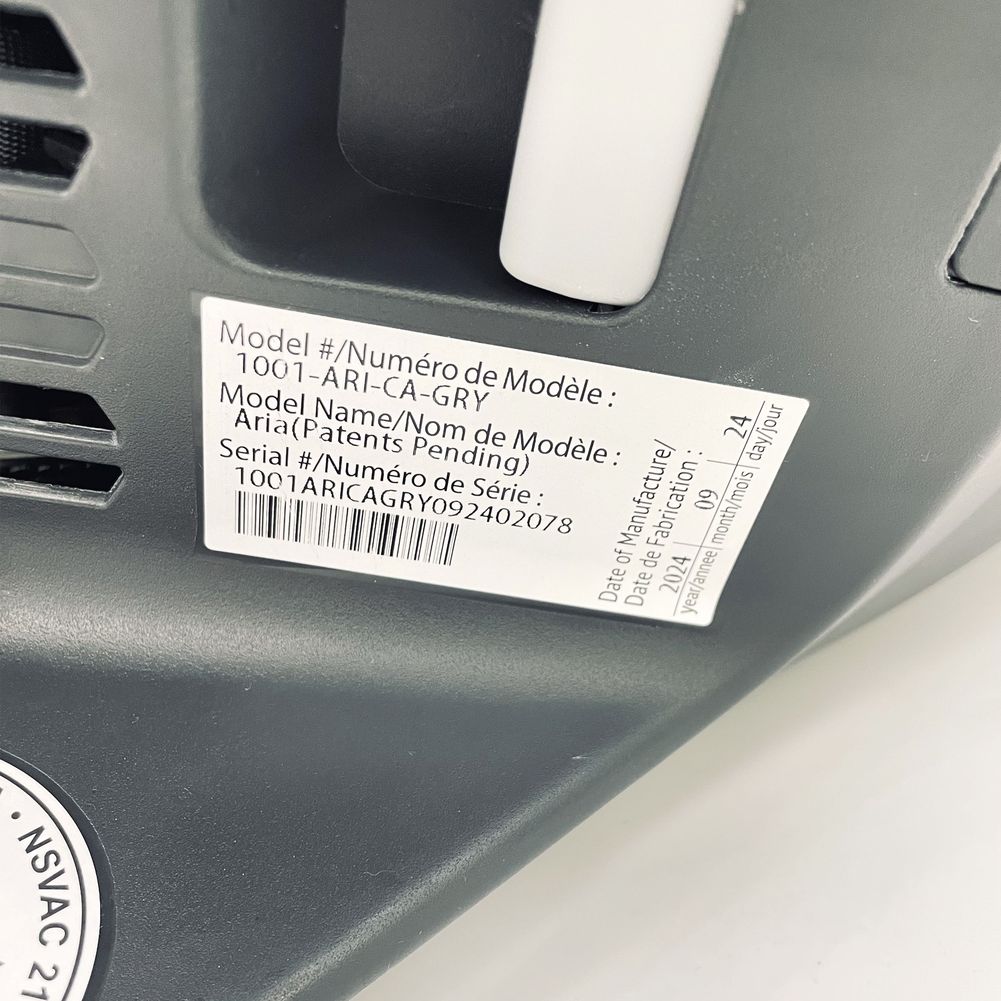 Model #/Numéro de Modèle :
1001-ARI-CA-GRY
Model Name/Nom de Modèle :
Aria(Patents Pending)
Serial #/Numéro de Série :
1001ARICAGRY092402078
Date of Manufacture/
Date de Fabrication :
2024 09 24
year/annee month/mois day/jour
• NSVAC 21